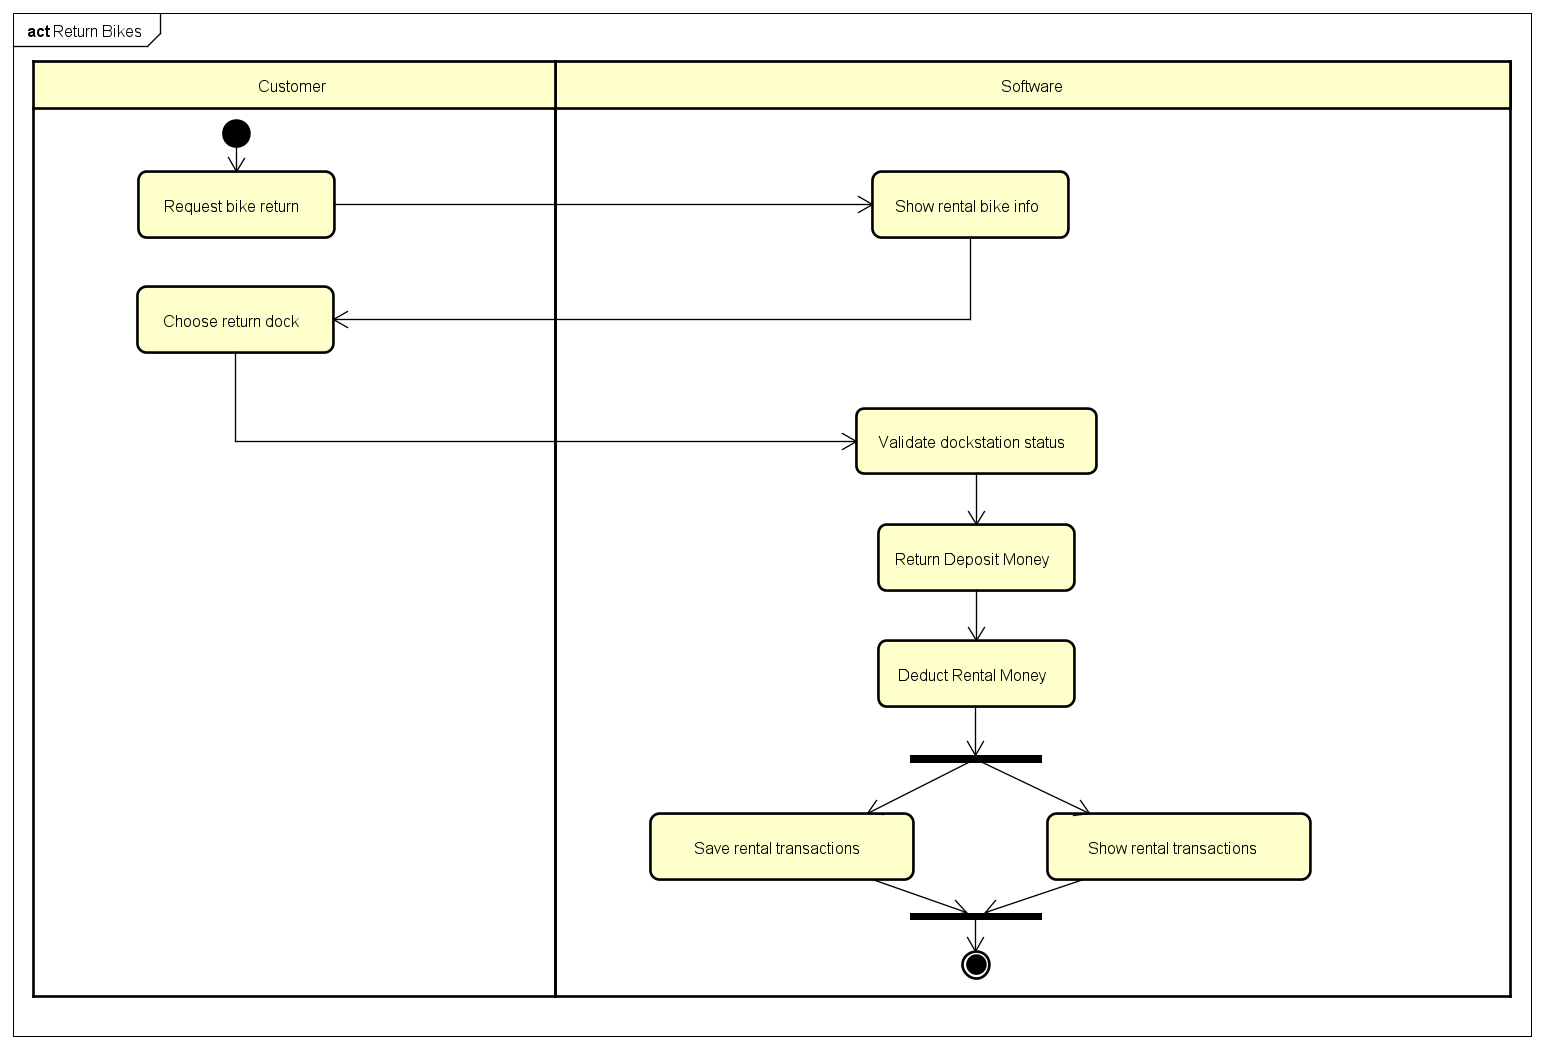 act Return Bikes
Customer
Software
Request bike return
Show rental bike info
Choose return dock
Validate dockstation status
Return Deposit Money
Deduct Rental Money
Save rental transactions
Show rental transactions